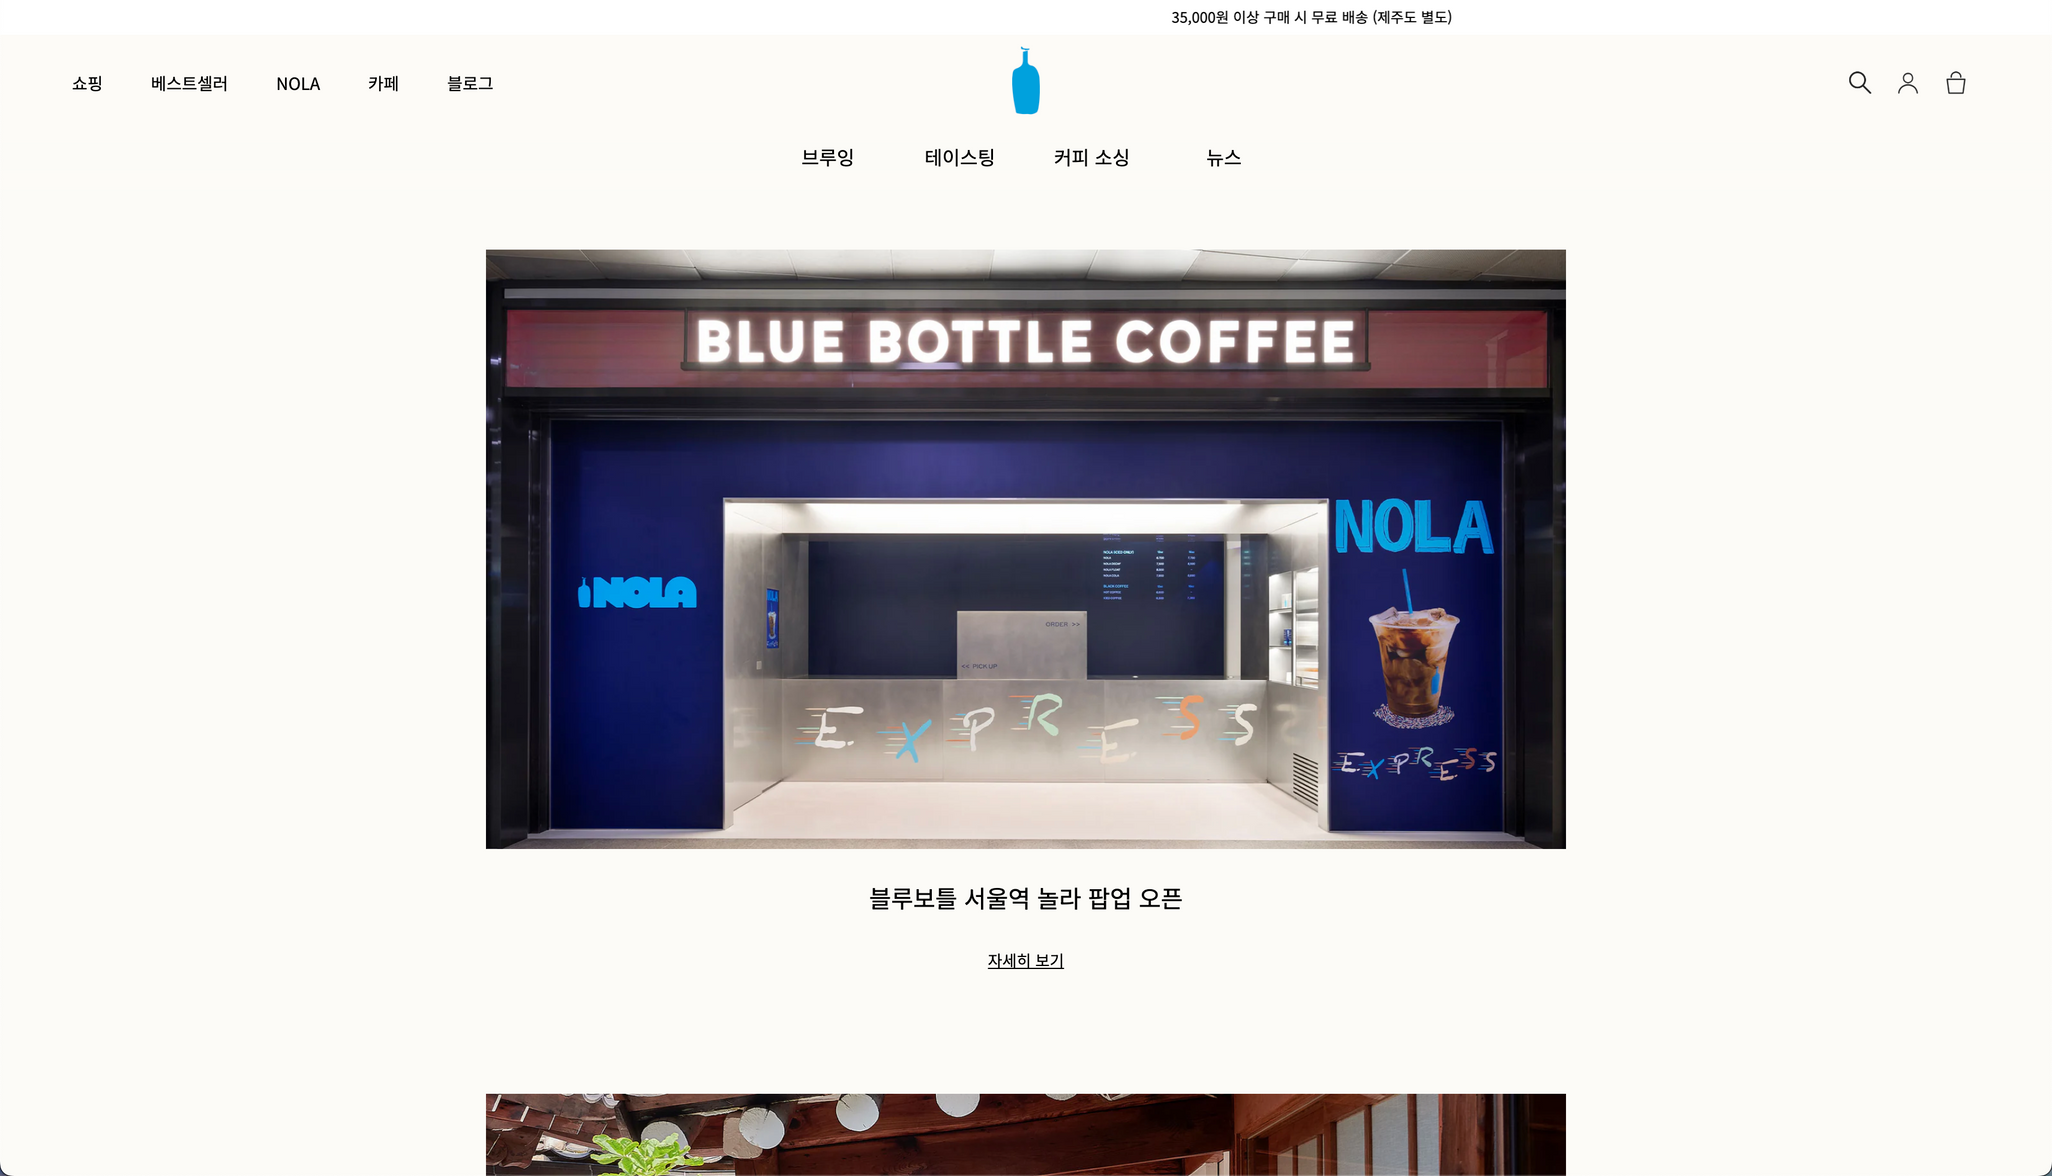 35,000원 이상 구매 시 무료 배송 (제주도 별도)
쇼핑 베스트셀러 NOLA 카페 블로그
브루잉 테이스팅 커피 소싱 뉴스
BLUE BOTTLE COFFEE
NOLA
NOLA
ORDER >>
<< PICK UP
E.XPRESS
E.XPRE.SS
블루보틀 서울역 놀라 팝업 오픈
자세히 보기